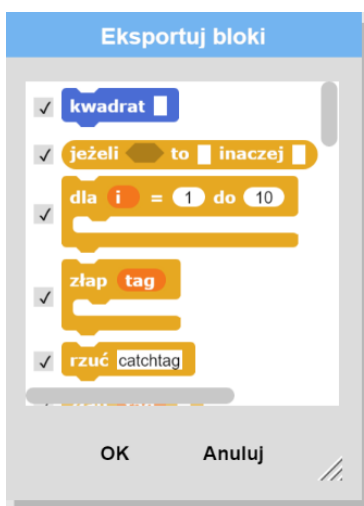 Eksportuj bloki
kwadrat
jeżeli to inaczej
dla i = 1 do 10
złap tag
rzuć catchtag
OK Anuluj